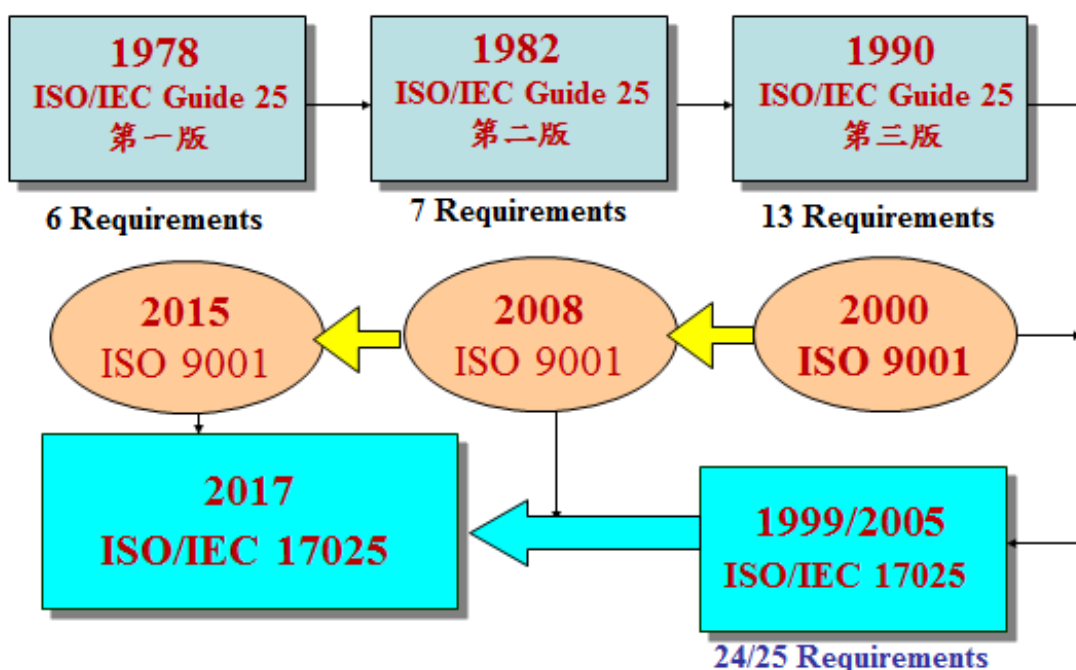 1978
ISO/IEC Guide 25
第一版
1982
ISO/IEC Guide 25
第二版
1990
ISO/IEC Guide 25
第三版
6 Requirements
7 Requirements
13 Requirements
2015
ISO 9001
2008
ISO 9001
2000
ISO 9001
2017
ISO/IEC 17025
1999/2005
ISO/IEC 17025
24/25 Requirements